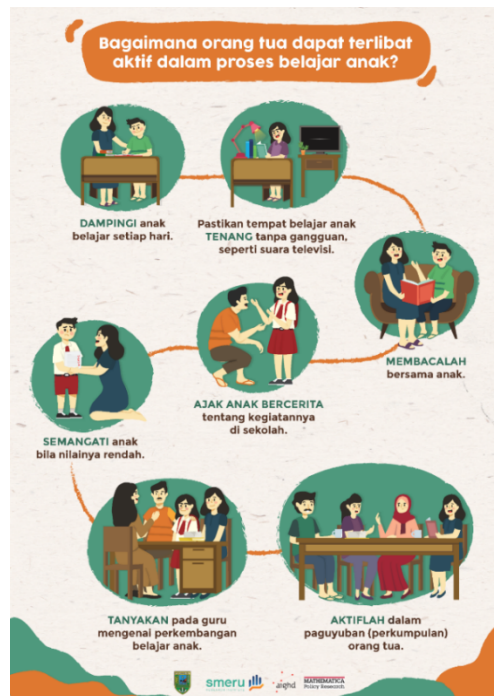 Bagaimana orang tua dapat terlibat
aktif dalam proses belajar anak?
DAMPINGI anak
belajar setiap hari.
Pastikan tempat belajar anak
TENANG tanpa gangguan,
seperti suara televisi.
MEMBACALAH
bersama anak.
AJAK ANAK BERCERITA
tentang kegiatannya
di sekolah.
SEMANGATI anak
bila nilainya rendah.
TANYAKAN pada guru
mengenai perkembangan
belajar anak.
AKTIFLAH dalam
paguyuban (perkumpulan)
orang tua.
smeru
MATHEMATICA
Policy Research